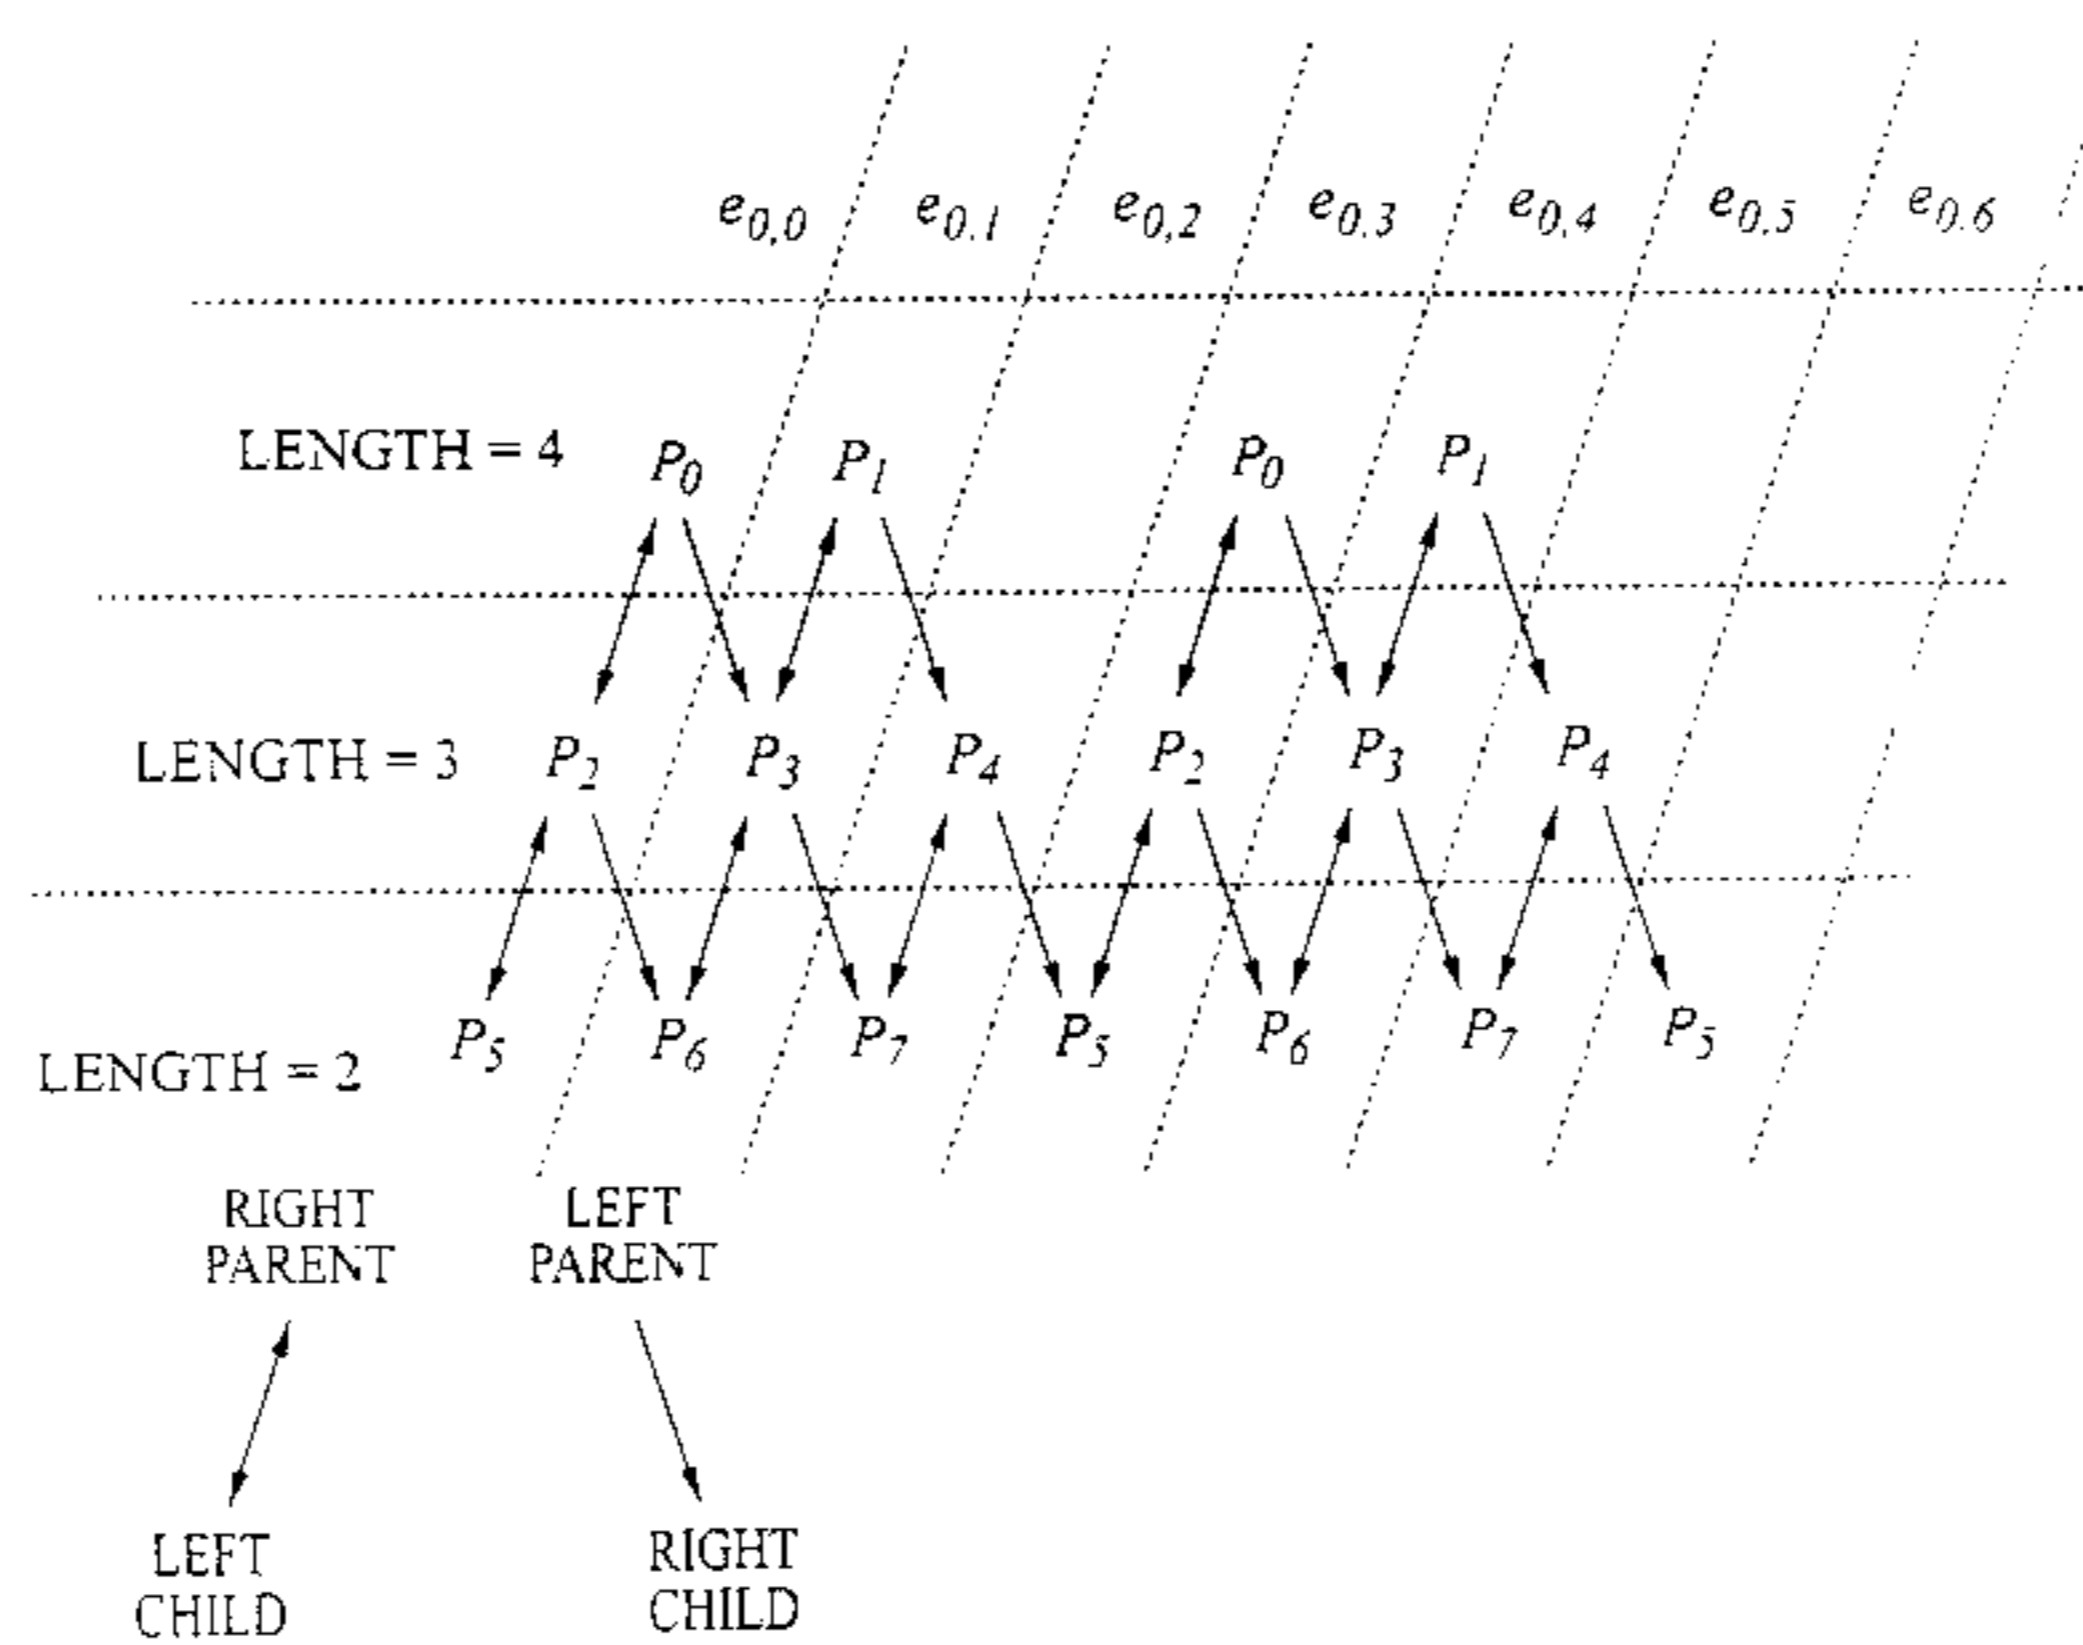 e0,0 e0.1 e0,2 e0.3 e0,4 e0,5 e0.6
LENGTH = 4 P0 P1 P0 P1
LENGTH = 3 P2 P3 P4 P2 P3 P4
P5 P6 P7 P5 P6 P7 P5
LENGTH = 2
RIGHT PARENT
LEFT PARENT
LEFT CHILD
RIGHT CHILD